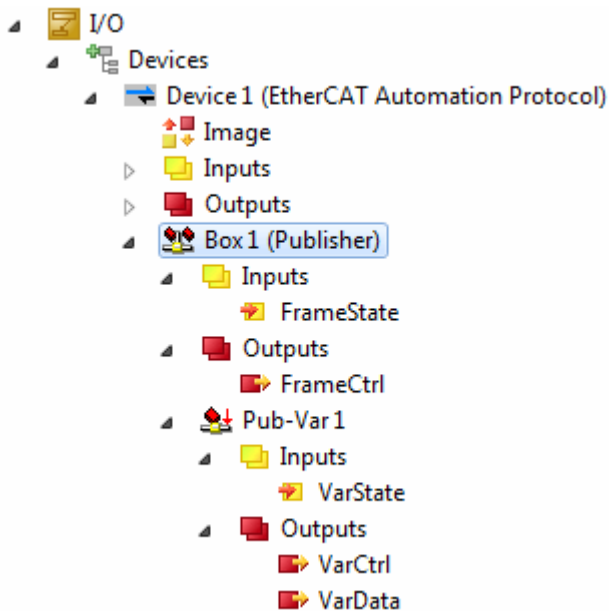 I/O
Devices
Device 1 (EtherCAT Automation Protocol)
Image
Inputs
Outputs
Box 1 (Publisher)
Inputs
FrameState
Outputs
FrameCtrl
Pub-Var 1
Inputs
VarState
Outputs
VarCtrl
VarData